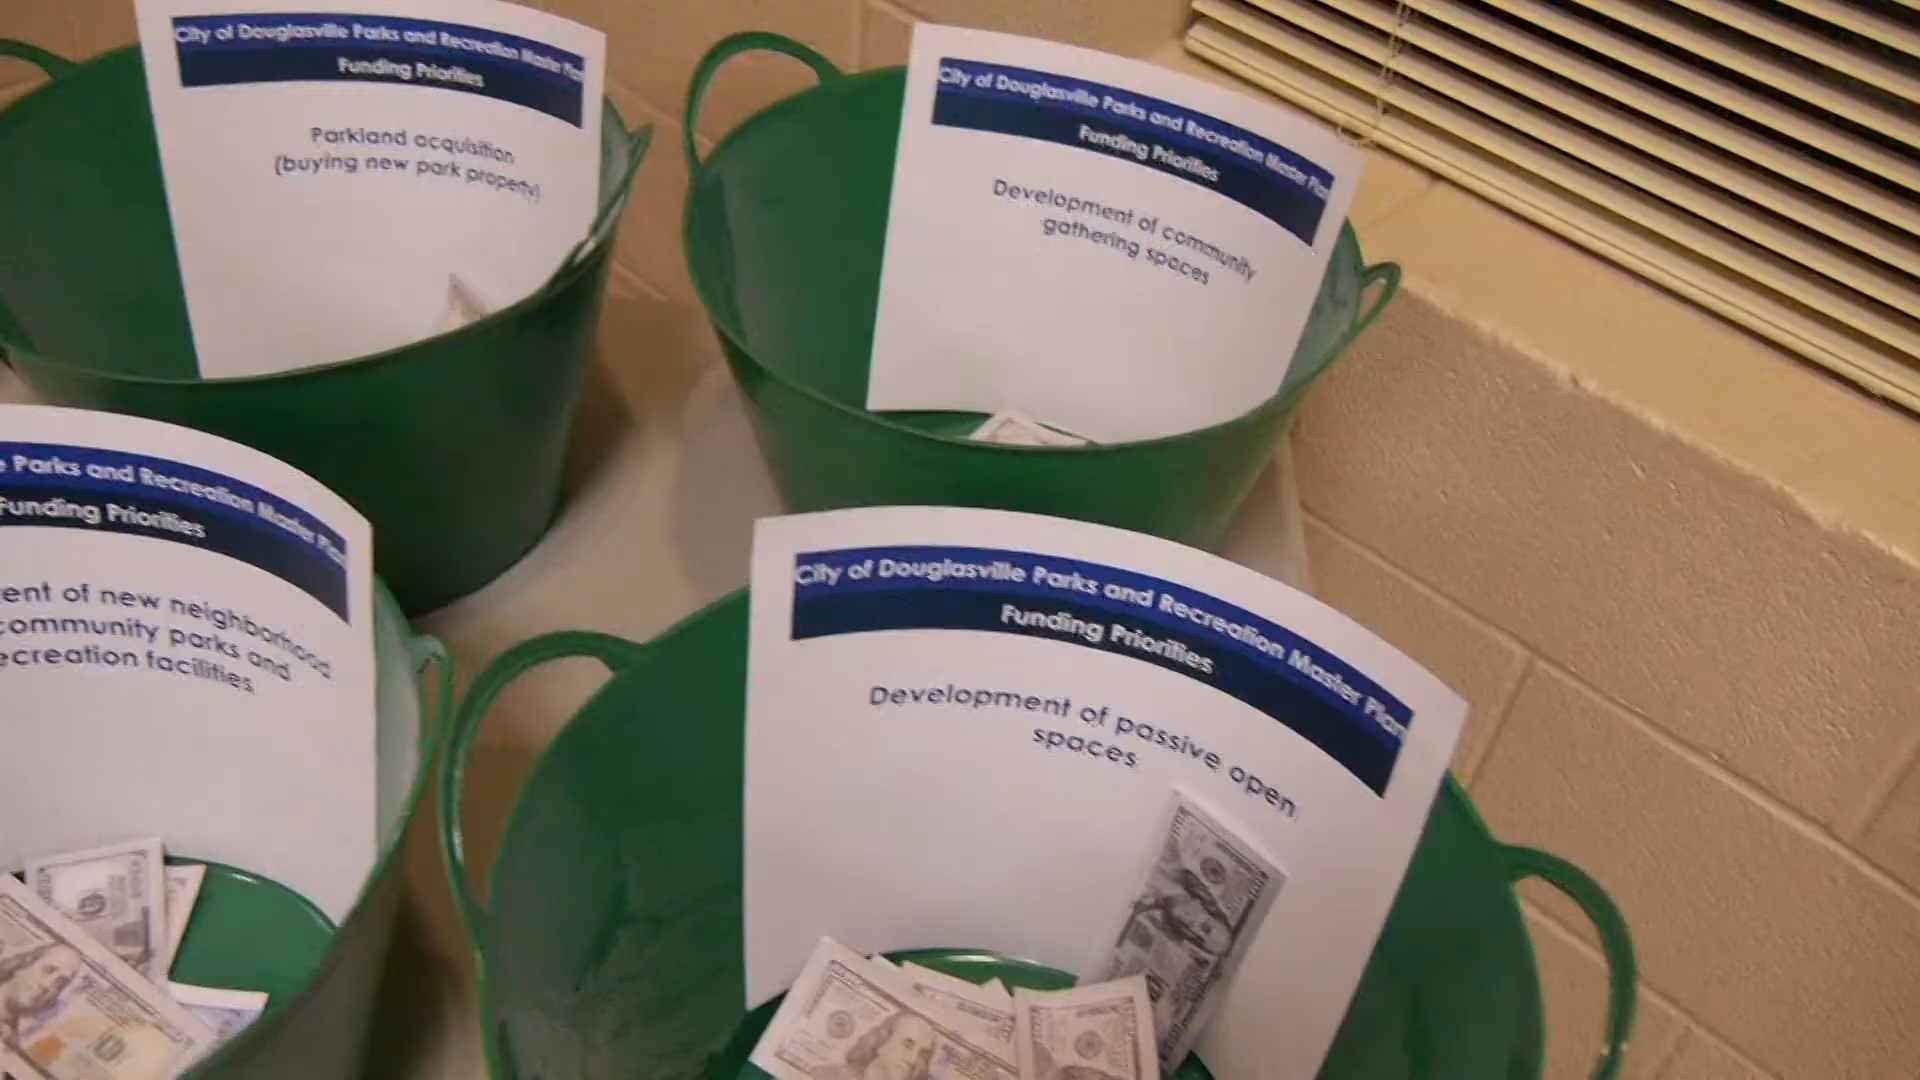 City of Douglasville Parks and Recreation Master Plan
Funding Priorities
Parkland acquisition
(buying new park property)
City of Douglasville Parks and Recreation Master Plan
Funding Priorities
Development of community
gathering spaces
Parks and Recreation Master Plan
Funding Priorities
of new neighborhood
community parks and
facilities
City of Douglasville Parks and Recreation Master Plan
Funding Priorities
Development of passive open
spaces